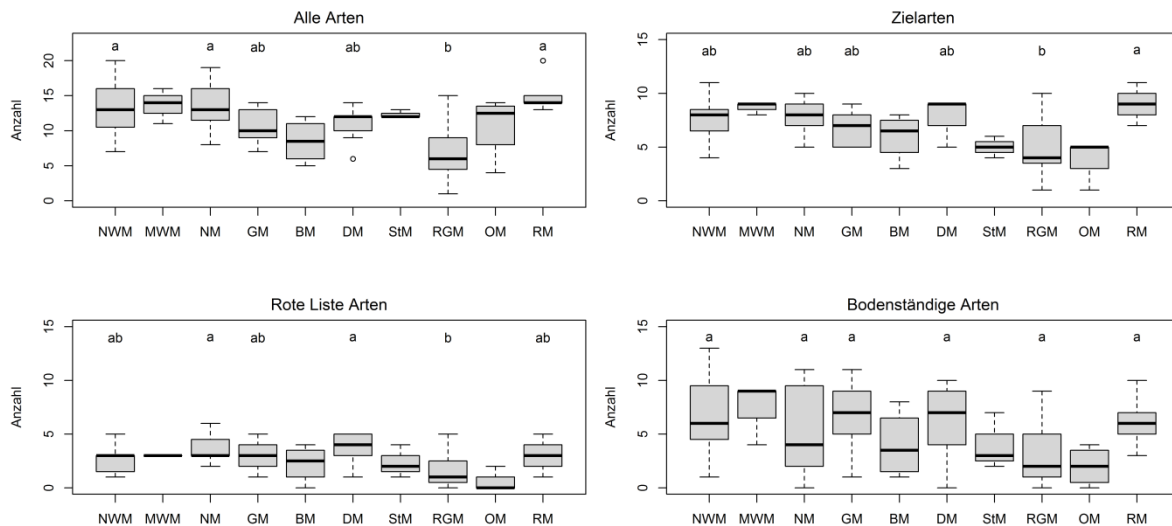 Alle Arten
a a ab ab b a
Anzahl
20
15
10
5
0
NWM MWM NM GM BM DM StM RGM OM RM
Zielarten
ab ab ab ab b a
Anzahl
15
10
5
0
NWM MWM NM GM BM DM StM RGM OM RM
Rote Liste Arten
ab a ab a b ab
Anzahl
15
10
5
0
NWM MWM NM GM BM DM StM RGM OM RM
Bodenständige Arten
a a a a a a
Anzahl
15
10
5
0
NWM MWM NM GM BM DM StM RGM OM RM